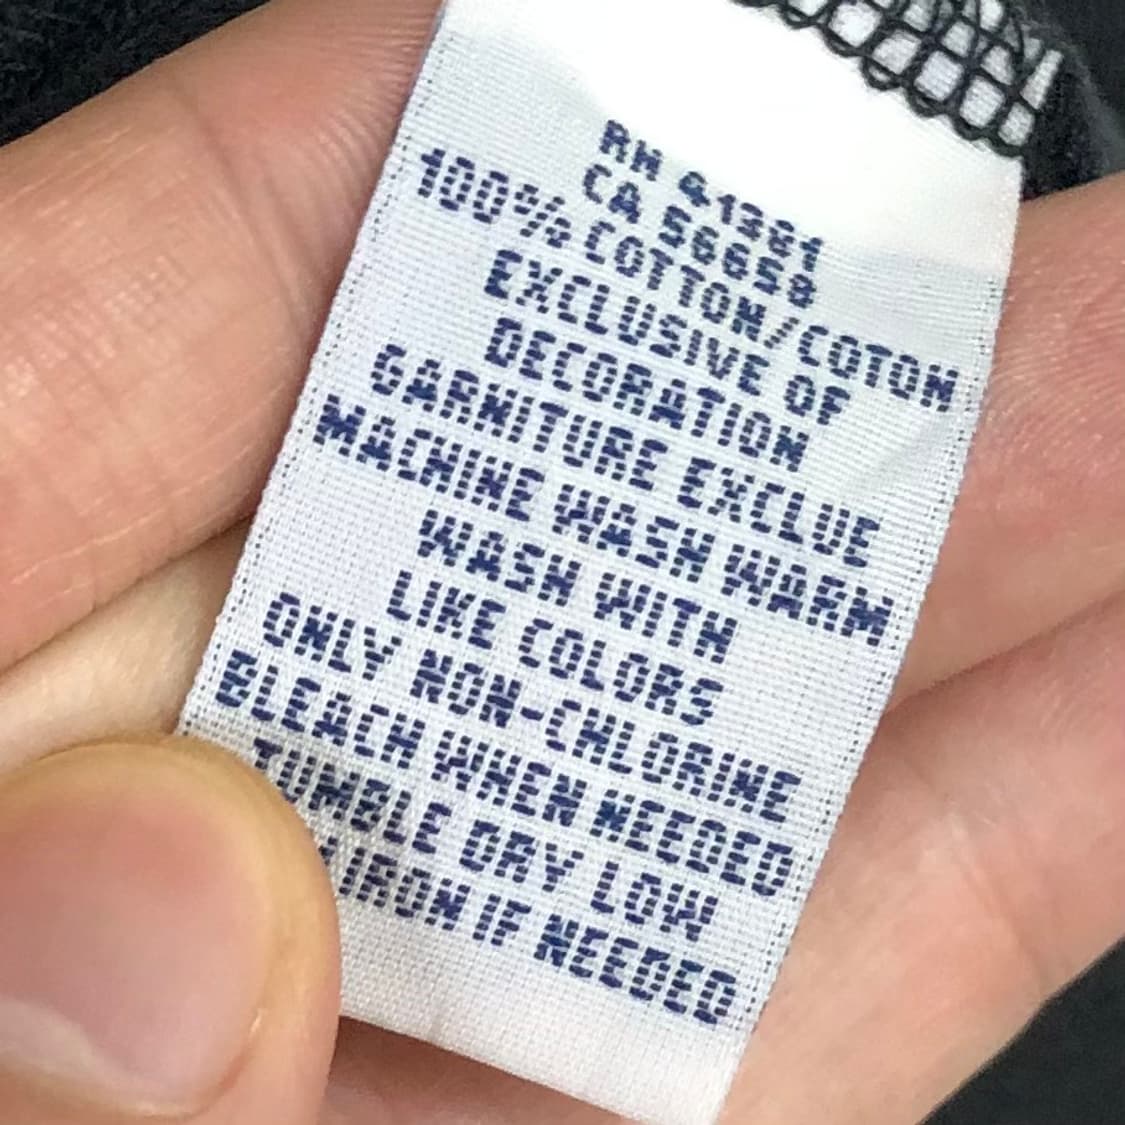 RN 41381
CA 56658
100% COTTON/COTON
EXCLUSIVE OF
DECORATION
GARNITURE EXCLUE
MACHINE WASH WARM
WASH WITH
LIKE COLORS
ONLY NON-CHLORINE
BLEACH WHEN NEEDED
TUMBLE DRY LOW
IRON IF NEEDED